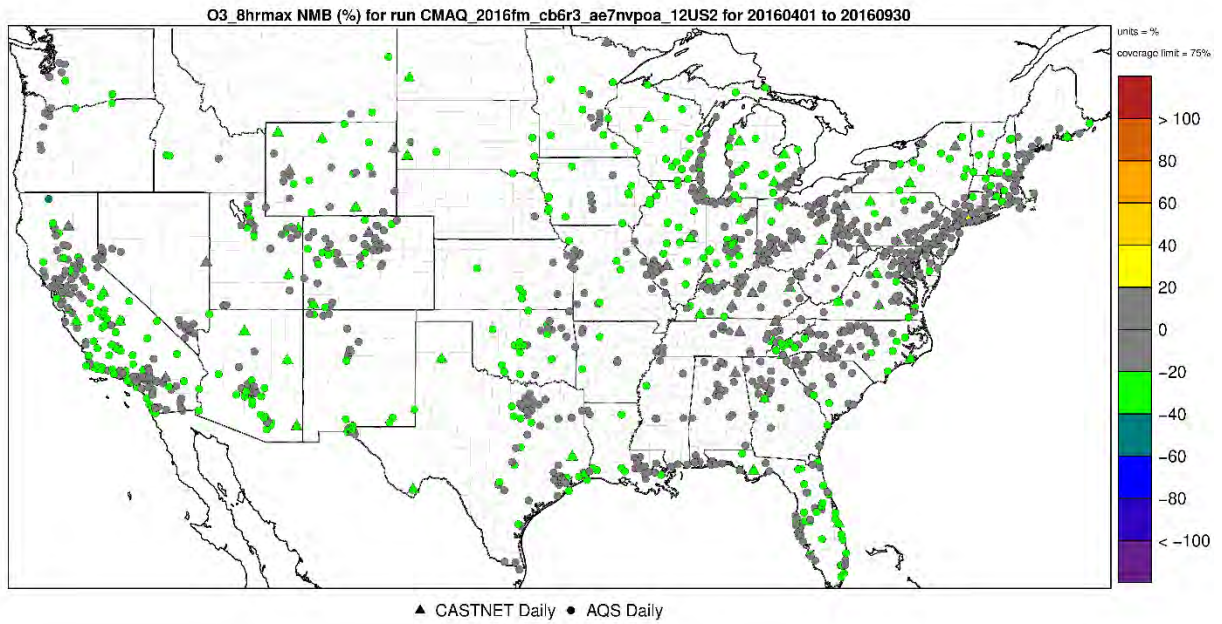 O3_8hrmax NMB (%) for run CMAQ_2016fm_cb6r3_ae7nvpoa_12US2 for 20160401 to 20160930
units = %
coverage limit = 75%
> 100
80
60
40
20
0
−20
−40
−60
−80
< −100
CASTNET Daily AQS Daily